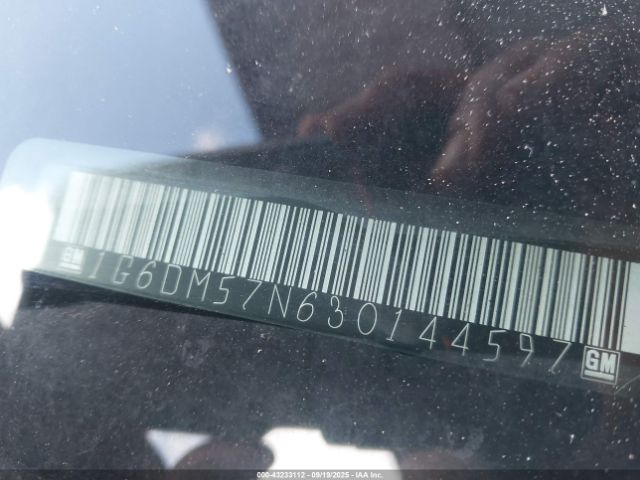 GM 1G6DM57N630144597 GM
000-43233112 - 09/19/2025 - IAA Inc.